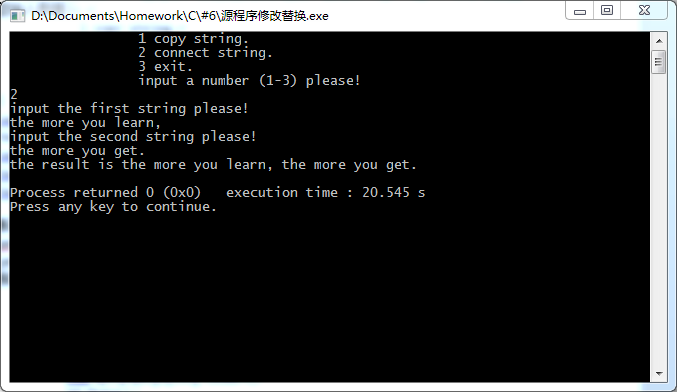 D:\Documents\Homework\C\#6\源程序修改替换.exe
1 copy string.
2 connect string.
3 exit.
input a number (1-3) please!
2
input the first string please!
the more you learn,
input the second string please!
the more you get.
the result is the more you learn, the more you get.
Process returned 0 (0x0)   execution time : 20.545 s
Press any key to continue.